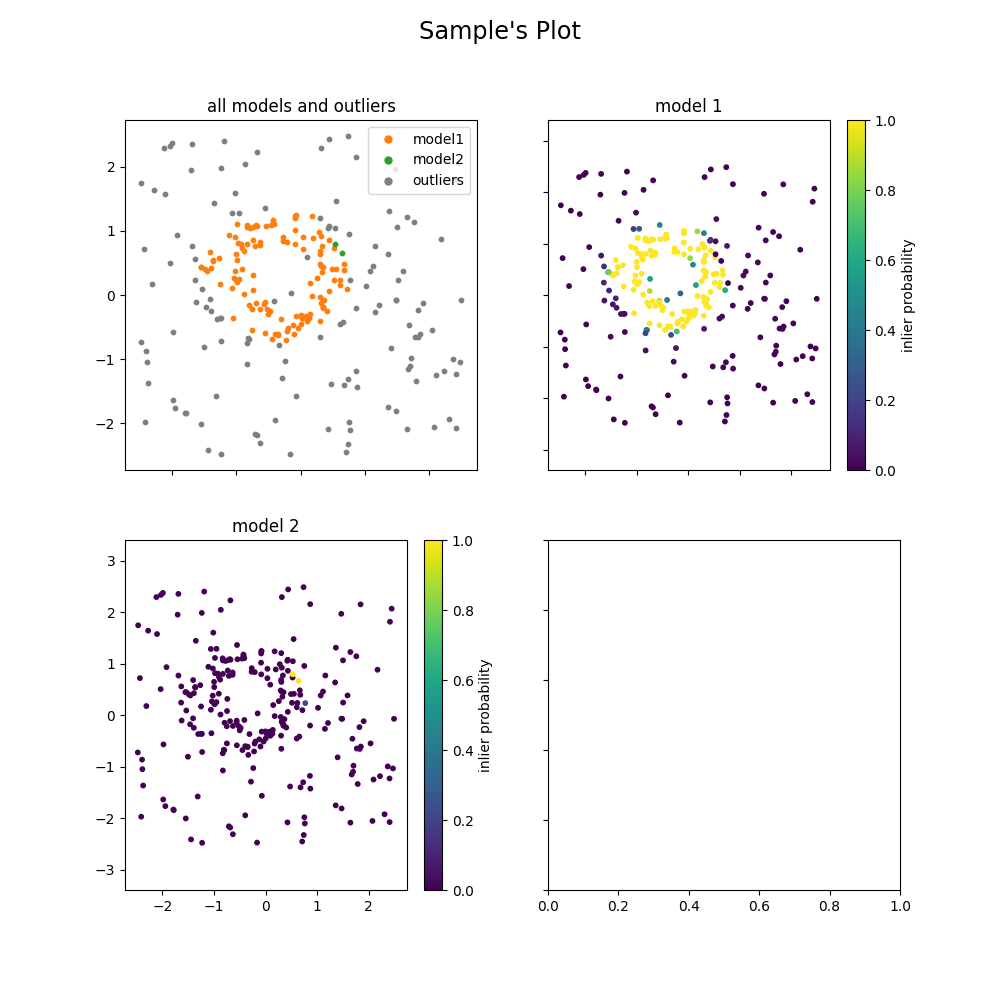 Sample's Plot
all models and outliers
model1
model2
outliers
2
1
0
−1
−2
model 1
1.0
0.8
0.6
0.4
0.2
0.0
inlier probability
model 2
3
2
1
0
−1
−2
−3
−2 −1 0 1 2
1.0
0.8
0.6
0.4
0.2
0.0
inlier probability
0.0 0.2 0.4 0.6 0.8 1.0